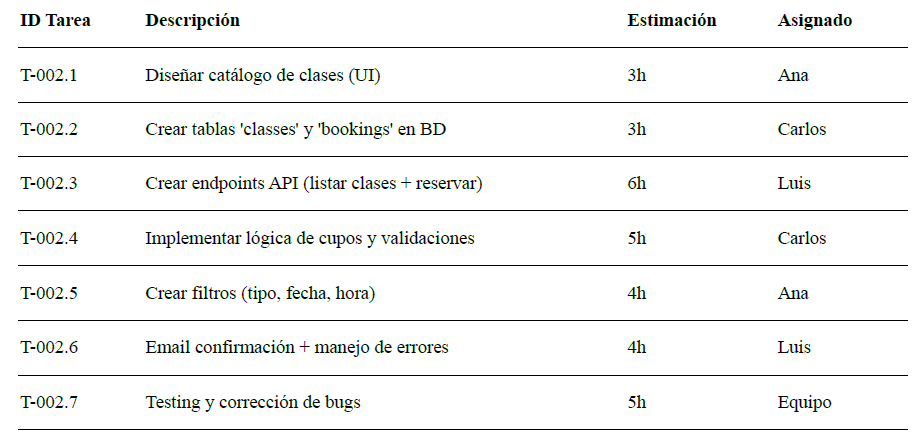 ID Tarea Descripción Estimación Asignado
T-002.1 Diseñar catálogo de clases (UI) 3h Ana
T-002.2 Crear tablas 'classes' y 'bookings' en BD 3h Carlos
T-002.3 Crear endpoints API (listar clases + reservar) 6h Luis
T-002.4 Implementar lógica de cupos y validaciones 5h Carlos
T-002.5 Crear filtros (tipo, fecha, hora) 4h Ana
T-002.6 Email confirmación + manejo de errores 4h Luis
T-002.7 Testing y corrección de bugs 5h Equipo